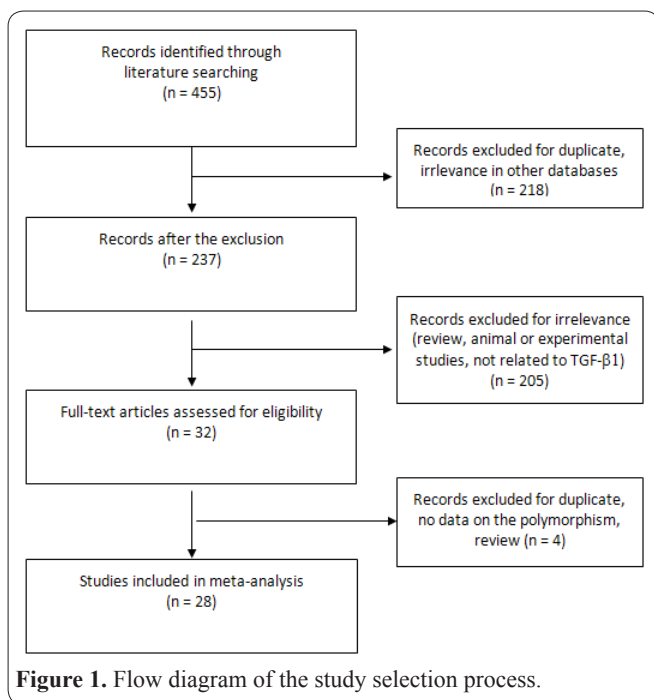 Records identified through
literature searching
(n = 455)
Records excluded for duplicate,
irrlevance in other databases
(n = 218)
Records after the exclusion
(n = 237)
Records excluded for irrelevance
(review, animal or experimental
studies, not related to TGF-β1)
(n = 205)
Full-text articles assessed for eligibility
(n = 32)
Records excluded for duplicate,
no data on the polymorphism,
review (n = 4)
Studies included in meta-analysis
(n = 28)
Figure 1. Flow diagram of the study selection process.